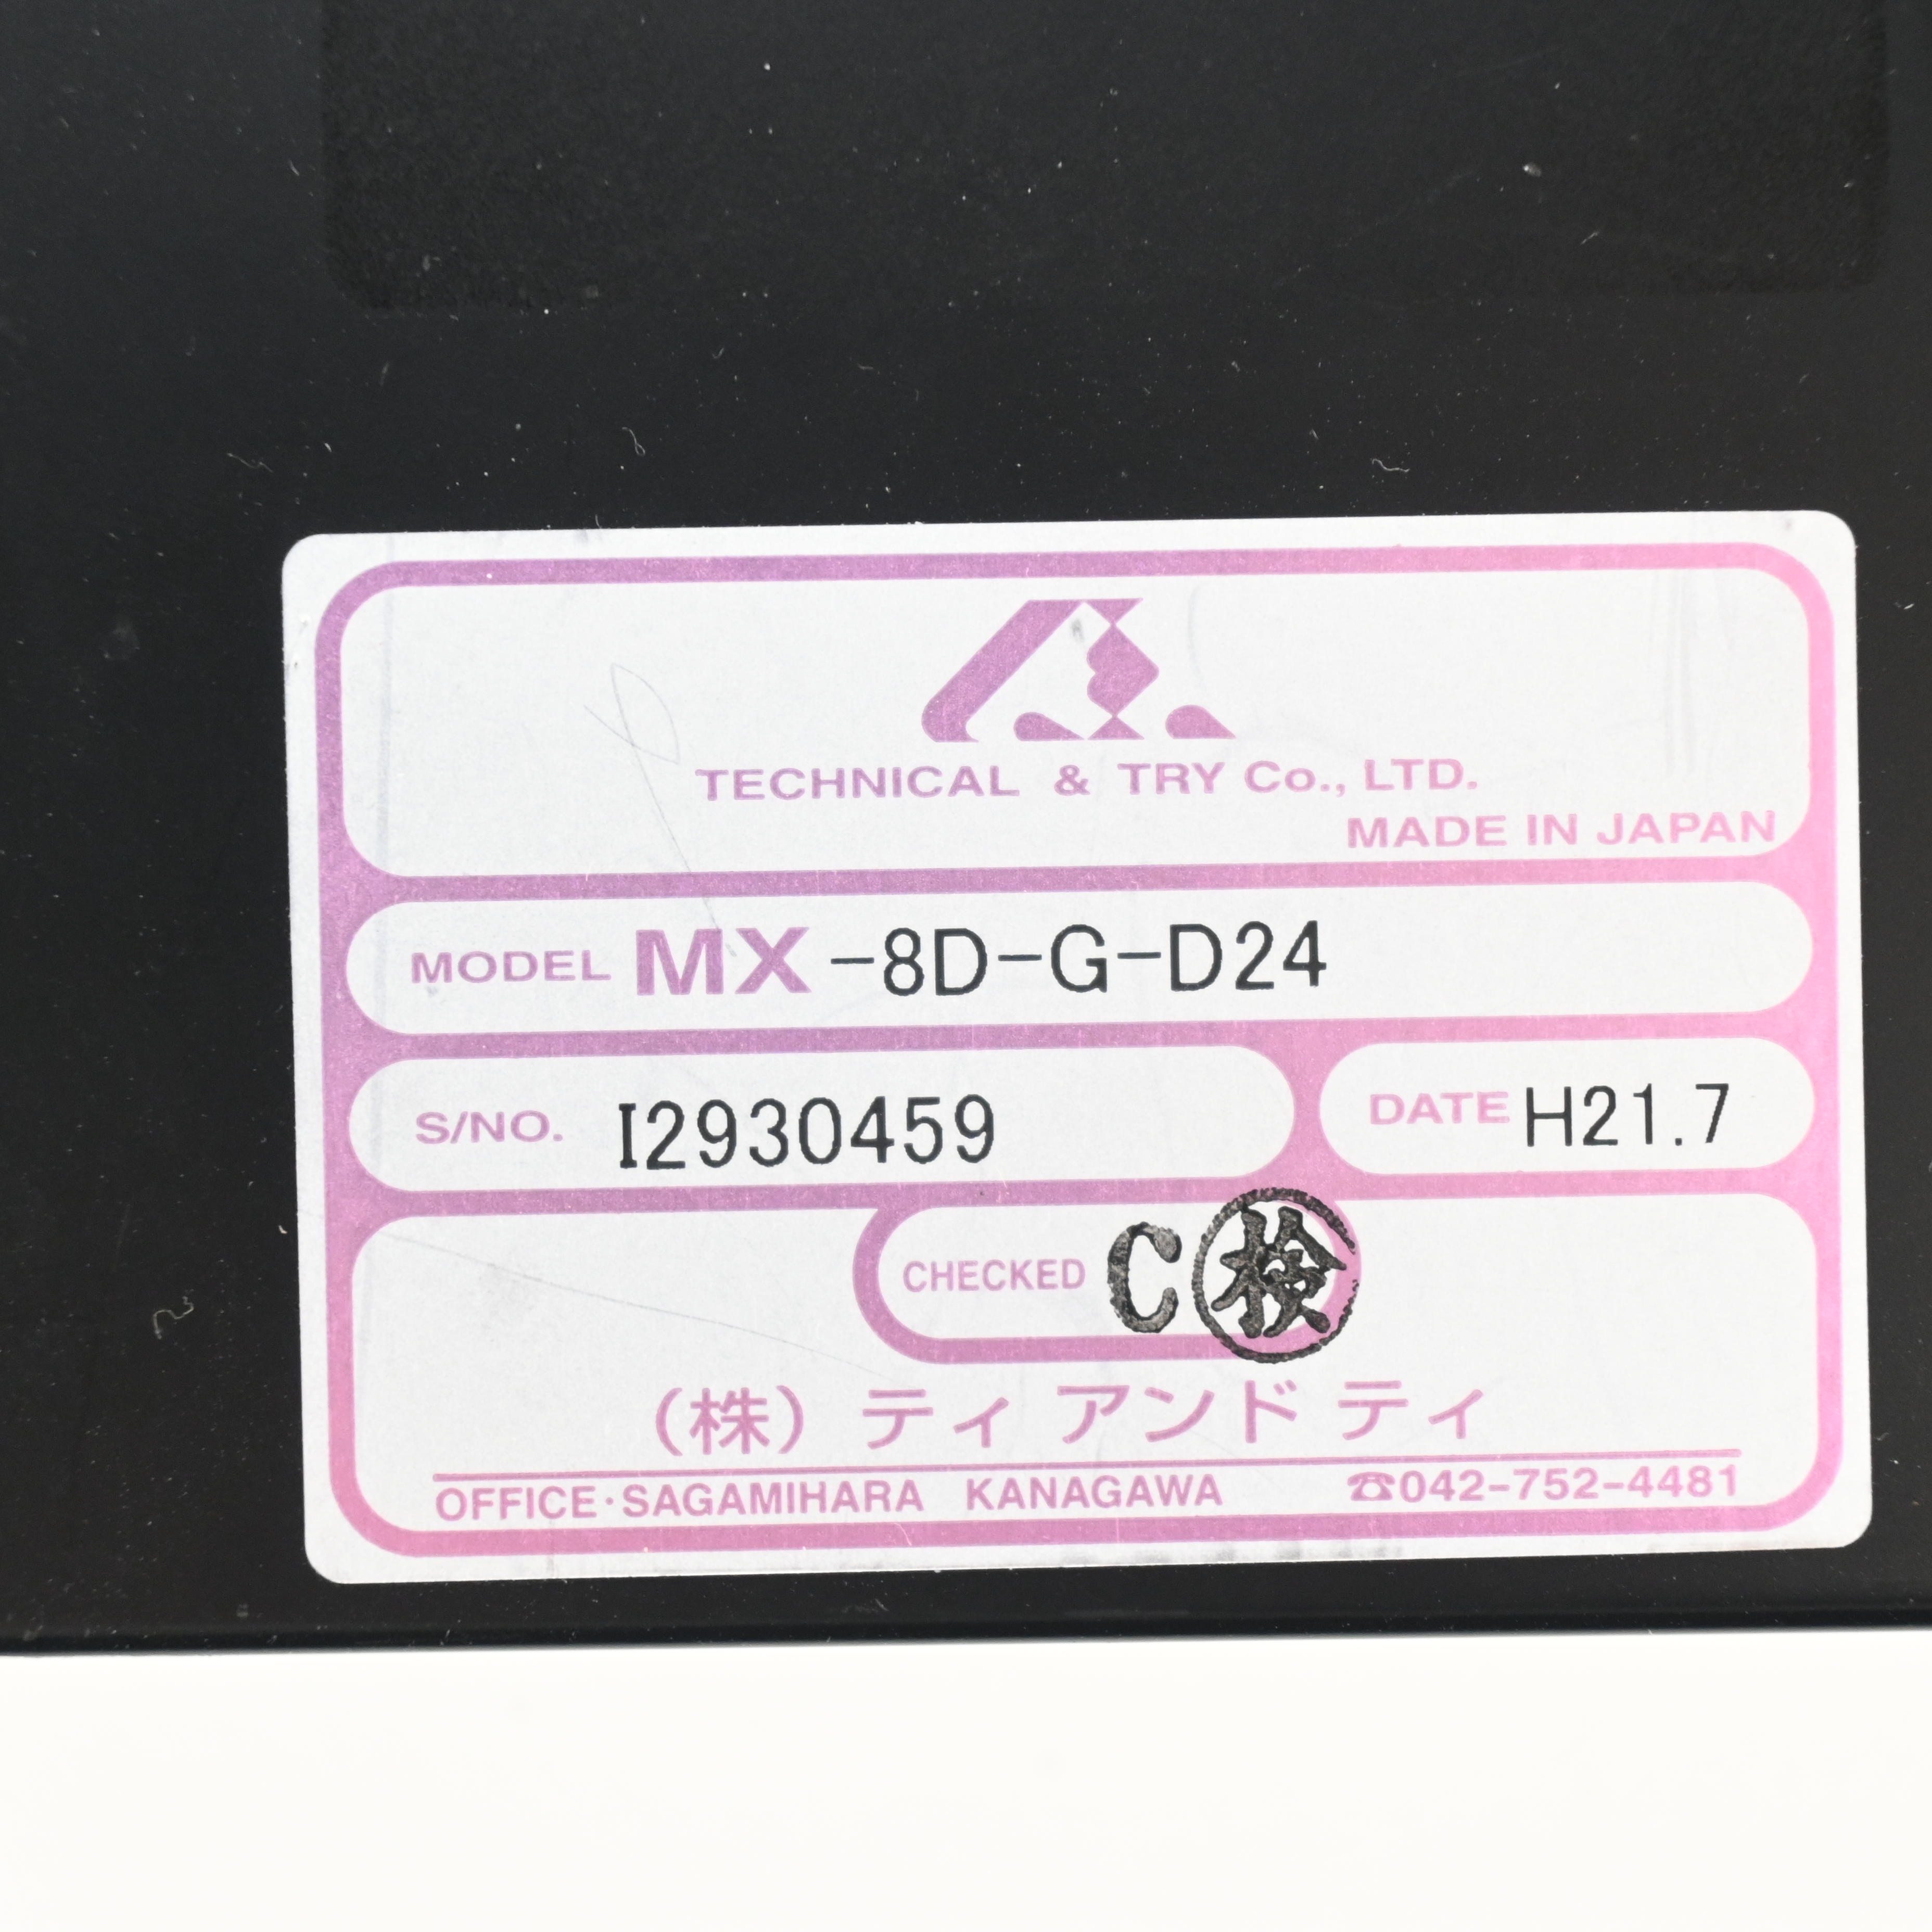 TECHNICAL & TRY Co., LTD.
MADE IN JAPAN
MODEL MX -8D-G-D24
S/NO. I2930459
DATE H21.7
CHECKED C 検
(株) ティ アンド ティ
OFFICE・SAGAMIHARA KANAGAWA ☎042-752-4481